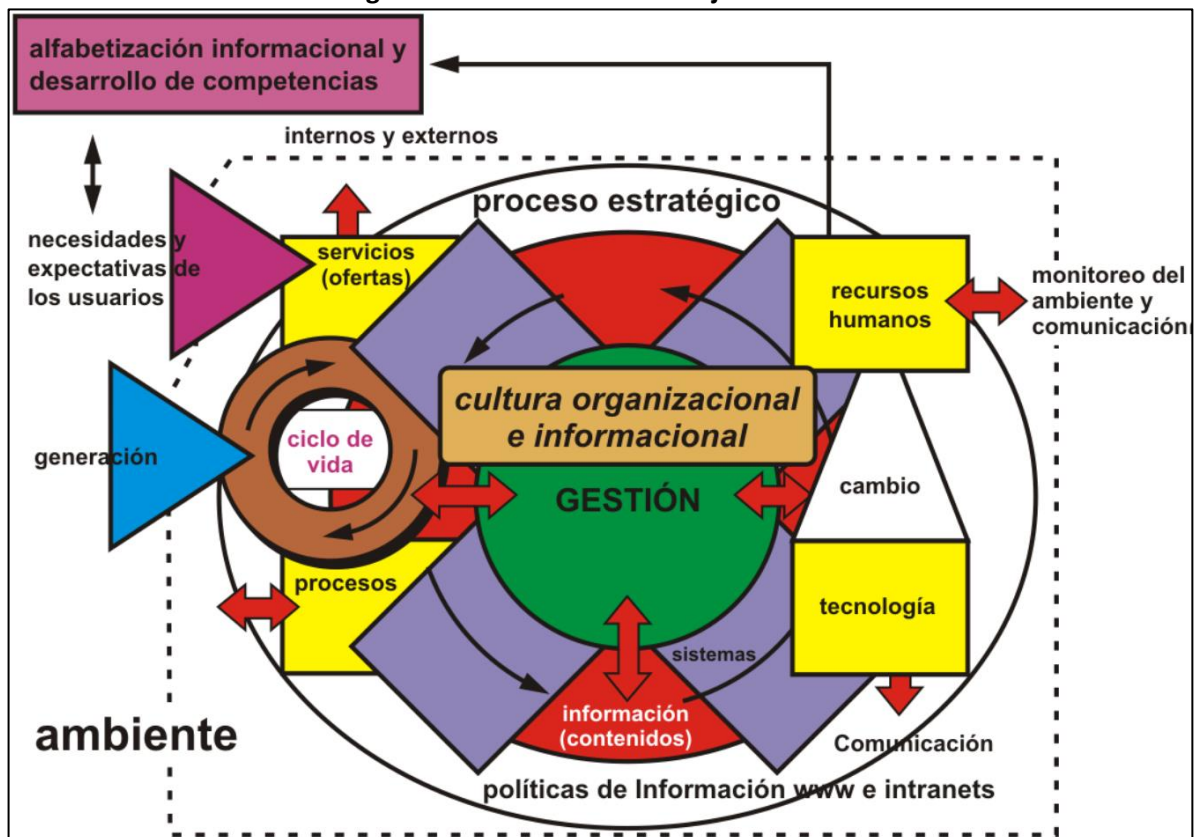 alfabetización informacional y
desarrollo de competencias
internos y externos
proceso estratégico
necesidades y
expectativas de
los usuarios
servicios
(ofertas)
recursos
humanos
monitoreo del
ambiente y
comunicación
cultura organizacional
e informacional
ciclo de
vida
generación
cambio
GESTIÓN
procesos
tecnología
sistemas
información
(contenidos)
ambiente
Comunicación
políticas de Información www e intranets